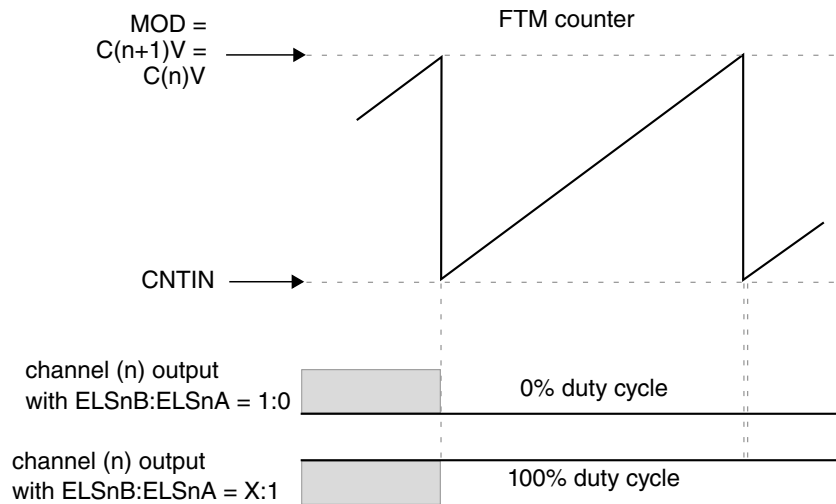 FTM counter
MOD =
C(n+1)V =
C(n)V
CNTIN
channel (n) output
with ELSnB:ELSnA = 1:0
0% duty cycle
channel (n) output
with ELSnB:ELSnA = X:1
100% duty cycle